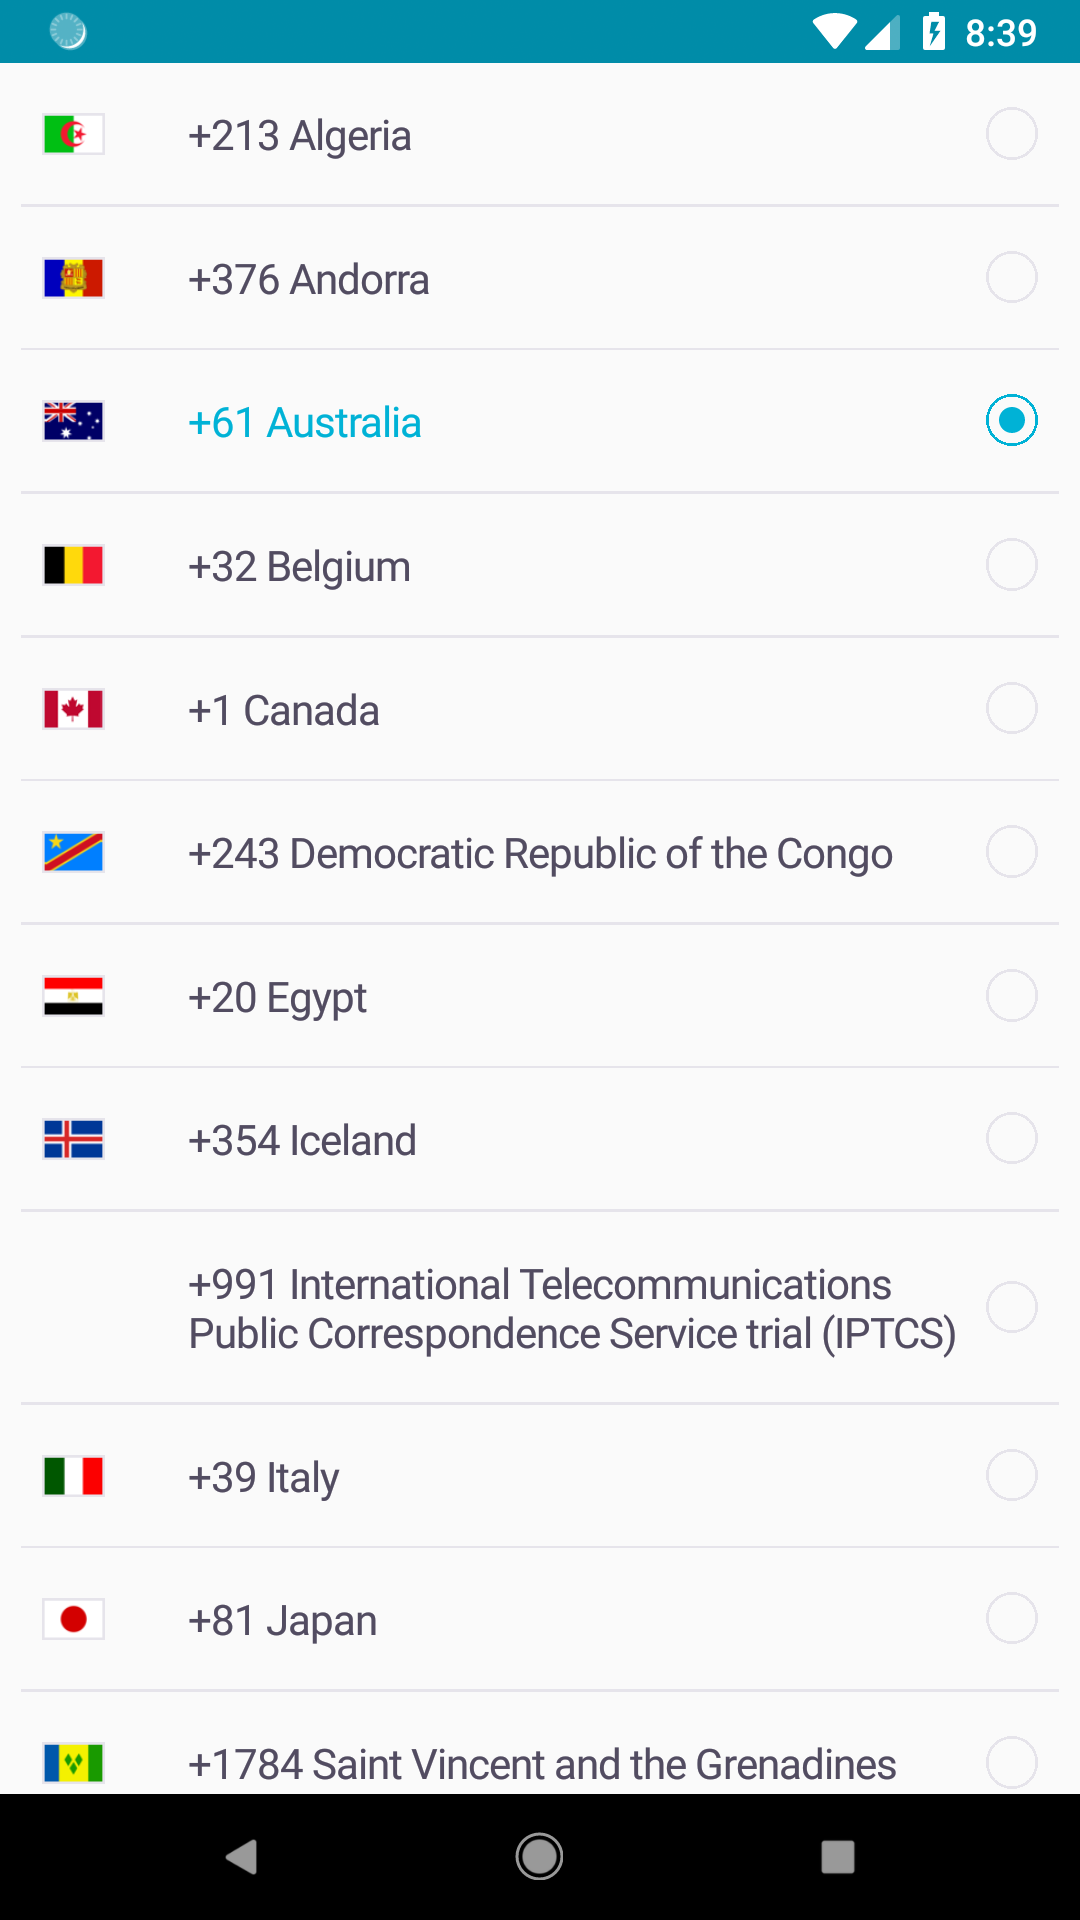 8:39
+213 Algeria
+376 Andorra
+61 Australia
+32 Belgium
+1 Canada
+243 Democratic Republic of the Congo
+20 Egypt
+354 Iceland
+991 International Telecommunications
Public Correspondence Service trial (IPTCS)
+39 Italy
+81 Japan
+1784 Saint Vincent and the Grenadines